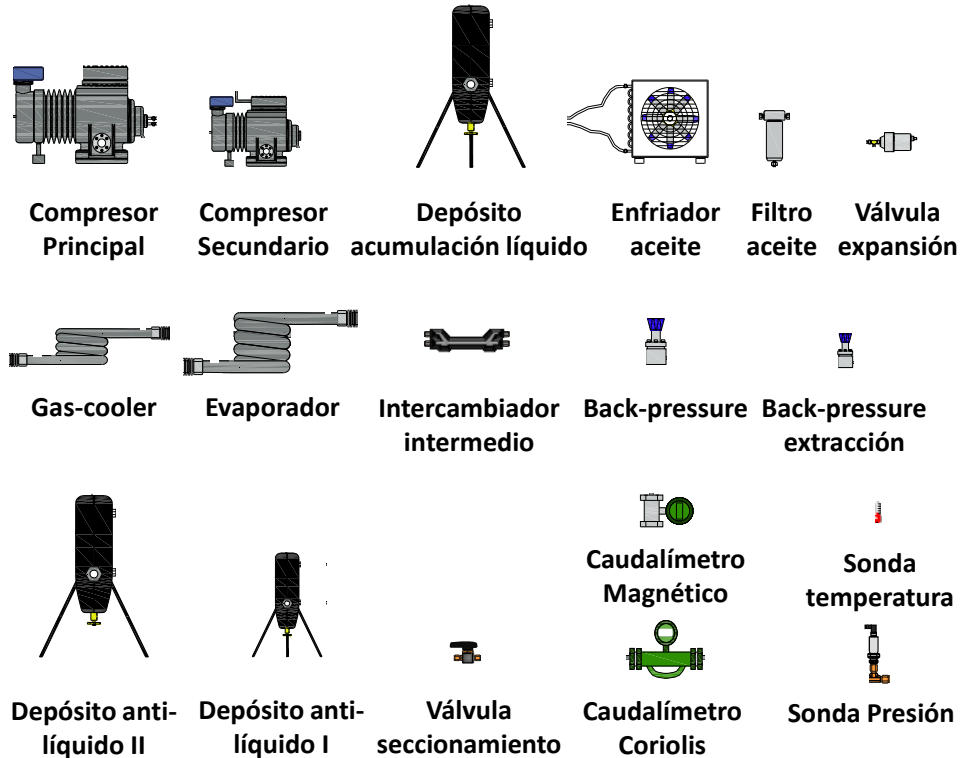 Compresor Principal
Compresor Secundario
Depósito acumulación líquido
Enfriador aceite
Filtro aceite
Válvula expansión
Gas-cooler
Evaporador
Intercambiador intermedio
Back-pressure
Back-pressure extracción
Caudalímetro Magnético
Sonda temperatura
Depósito anti-líquido II
Depósito anti-líquido I
Válvula seccionamiento
Caudalímetro Coriolis
Sonda Presión